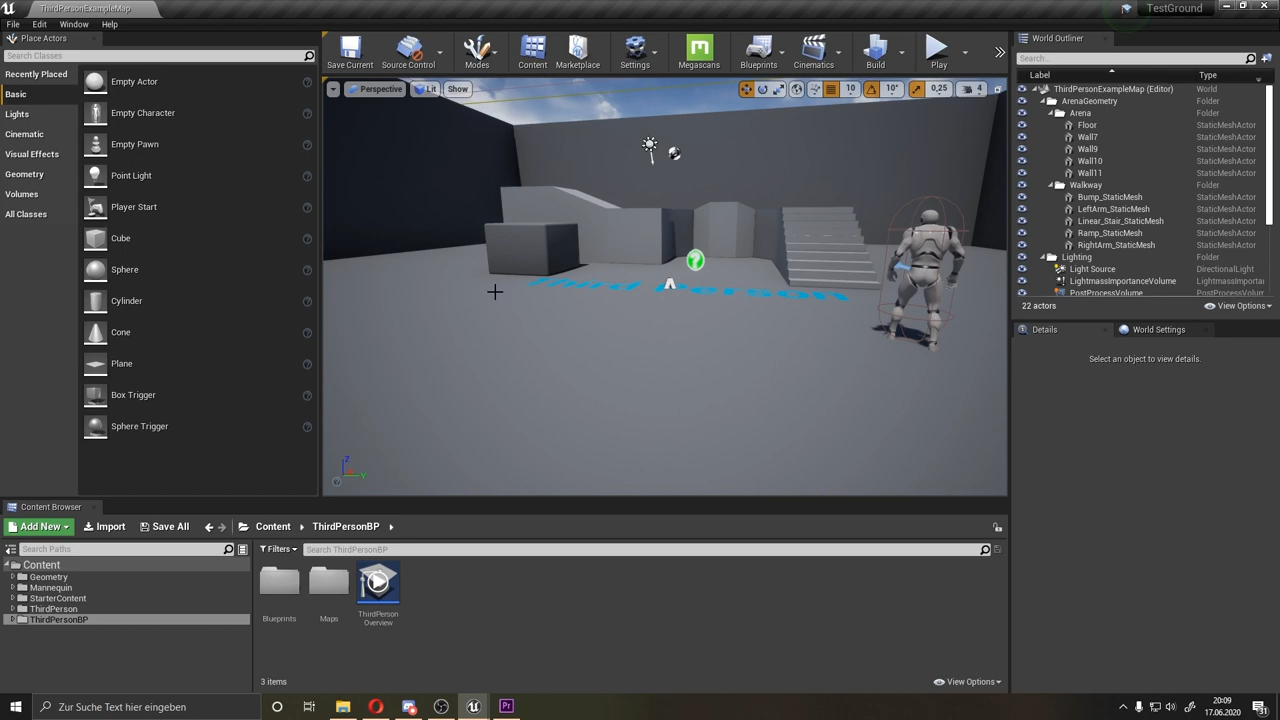 ThirdPersonExampleMap
TestGround
File Edit Window Help
Place Actors
Search Classes
Recently Placed
Basic
Lights
Cinematic
Visual Effects
Geometry
Volumes
All Classes
Empty Actor
Empty Character
Empty Pawn
Point Light
Player Start
Cube
Sphere
Cylinder
Cone
Plane
Box Trigger
Sphere Trigger
Save Current
Source Control
Modes
Content
Marketplace
Settings
Megascans
Blueprints
Cinematics
Build
Play
Perspective Lit Show
10 10° 0,25 4
Z
Y
World Outliner
Search...
Label Type
ThirdPersonExampleMap (Editor) World
ArenaGeometry Folder
Arena Folder
Floor StaticMeshActor
Wall7 StaticMeshActor
Wall9 StaticMeshActor
Wall10 StaticMeshActor
Wall11 StaticMeshActor
Walkway Folder
Bump_StaticMesh StaticMeshActor
LeftArm_StaticMesh StaticMeshActor
Linear_Stair_StaticMesh StaticMeshActor
Ramp_StaticMesh StaticMeshActor
RightArm_StaticMesh StaticMeshActor
Lighting Folder
Light Source DirectionalLight
LightmassImportanceVolume LightmassImporta
PostProcessVolume PostProcessVolum
22 actors View Options
Details World Settings
Select an object to view details.
Content Browser
Add New Import Save All Content ThirdPersonBP
Search Paths
Filters Search ThirdPersonBP
Content
Geometry
Mannequin
StarterContent
ThirdPerson
ThirdPersonBP
Blueprints
Maps
ThirdPerson
Overview
3 items View Options
Zur Suche Text hier eingeben
Pr
20:09
17.06.2020
31